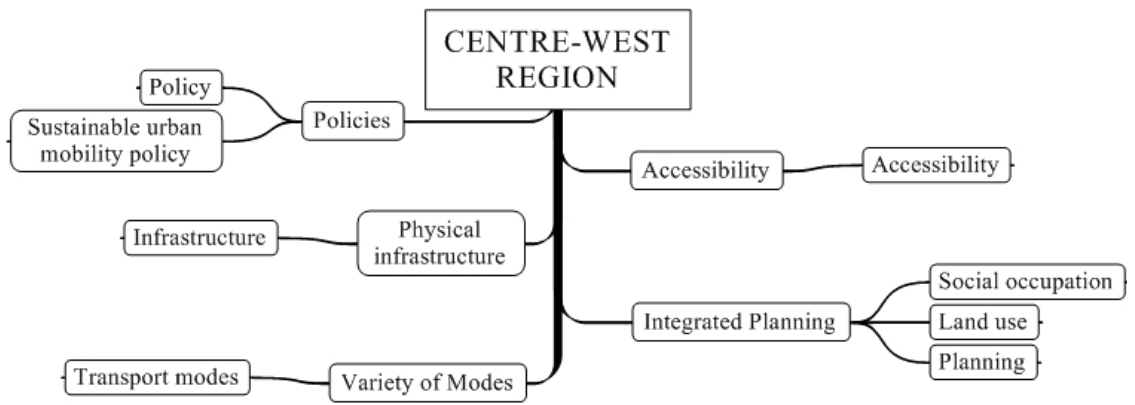 CENTRE-WEST
REGION
Policy
Sustainable urban
mobility policy
Policies
Infrastructure
Physical
infrastructure
Transport modes
Variety of Modes
Accessibility
Accessibility
Integrated Planning
Social occupation
Land use
Planning